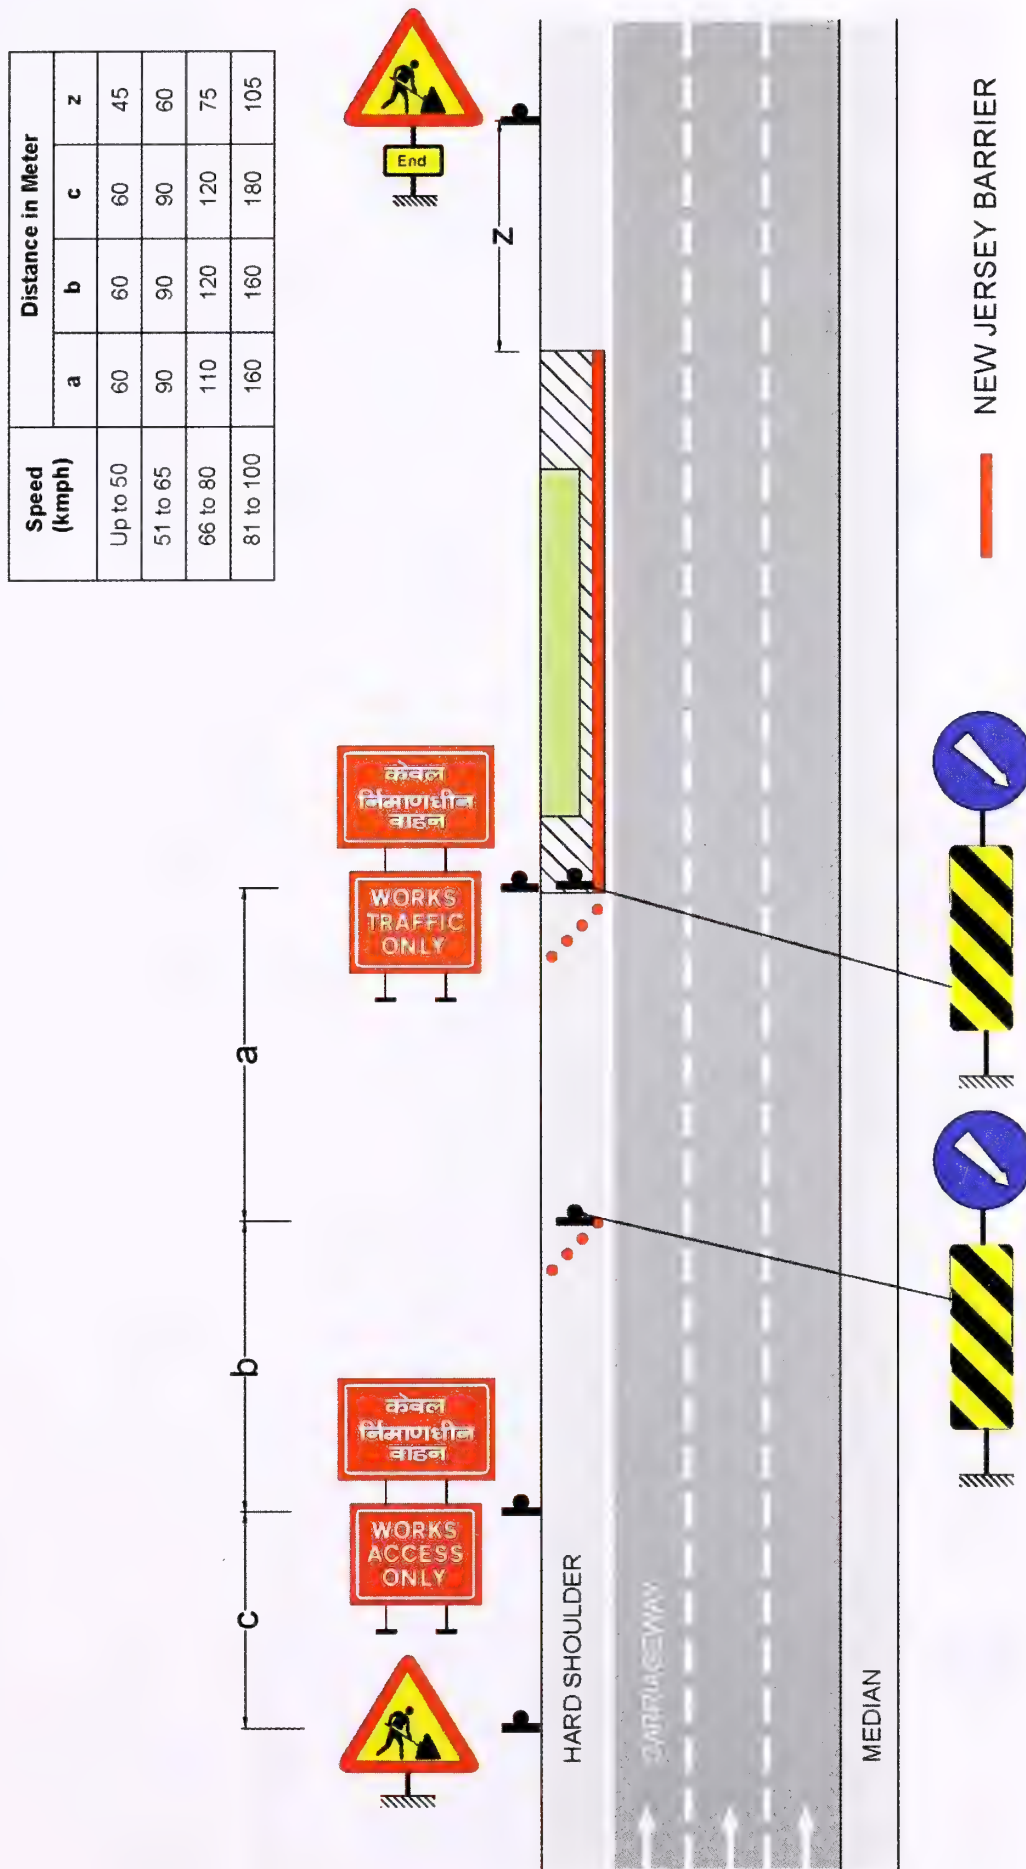 Speed (kmph) Distance in Meter
a b c z
Up to 50 60 60 60 45
51 to 65 90 90 90 60
66 to 80 110 120 120 75
81 to 100 160 160 180 105
c
b
a
Z
End
WORKS
ACCESS
ONLY
केवल
र्निमाणधीन
वाहन
WORKS
TRAFFIC
ONLY
केवल
र्निमाणधीन
वाहन
HARD SHOULDER
CARRIAGEWAY
MEDIAN
NEW JERSEY BARRIER